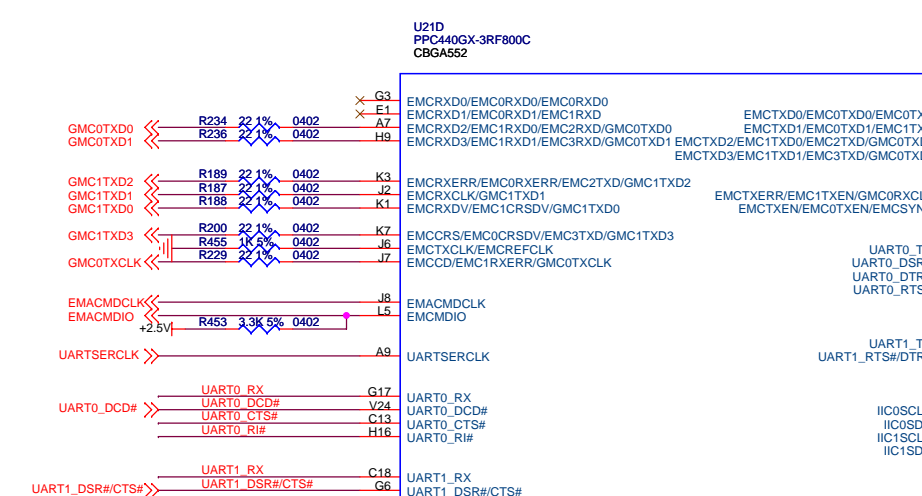 U21D
PPC440GX-3RF800C
CBGA552
G3 EMCRXD0/EMC0RXD0/EMC0RXD0
E1 EMCRXD1/EMC0RXD1/EMC1RXD EMCTXD0/EMC0TXD0/EMC0TX
GMC0TXD0 R234 22 1% 0402 A7 EMCRXD2/EMC1RXD0/EMC2RXD/GMC0TXD0 EMCTXD1/EMC0TXD1/EMC1TX
GMC0TXD1 R236 22 1% 0402 H9 EMCRXD3/EMC1RXD1/EMC3RXD/GMC0TXD1 EMCTXD2/EMC1TXD0/EMC2TXD/GMC0TX
EMCTXD3/EMC1TXD1/EMC3TXD/GMC0TX
GMC1TXD2 R189 22 1% 0402 K3 EMCRXERR/EMC0RXERR/EMC2TXD/GMC1TXD2
GMC1TXD1 R187 22 1% 0402 J2 EMCRXCLK/GMC1TXD1 EMCTXERR/EMC1TXEN/GMC0RXCL
GMC1TXD0 R188 22 1% 0402 K1 EMCRXDV/EMC1CRSDV/GMC1TXD0 EMCTXEN/EMC0TXEN/EMCSYN
GMC1TXD3 R200 22 1% 0402 K7 EMCCRS/EMC0CRSDV/EMC3TXD/GMC1TXD3
R455 1K 5% 0402 J6 EMCTXCLK/EMCREFCLK UART0_T
GMC0TXCLK R229 22 1% 0402 J7 EMCCD/EMC1RXERR/GMC0TXCLK UART0_DSR
UART0_DTR
UART0_RTS
EMACMDCLK J8 EMACMDCLK
EMACMDIO L5 EMCMDIO
+2.5V R453 3.3K 5% 0402
UART1_T
UARTSERCLK A9 UARTSERCLK UART1_RTS#/DTR
UART0_RX G17 UART0_RX
UART0_DCD# UART0_DCD# V24 UART0_DCD# IIC0SCL
UART0_CTS# C13 UART0_CTS# IIC0SD
UART0_RI# H16 UART0_RI# IIC1SCL
IIC1SD
UART1_RX C18 UART1_RX
UART1_DSR#/CTS# UART1_DSR#/CTS# G6 UART1_DSR#/CTS#